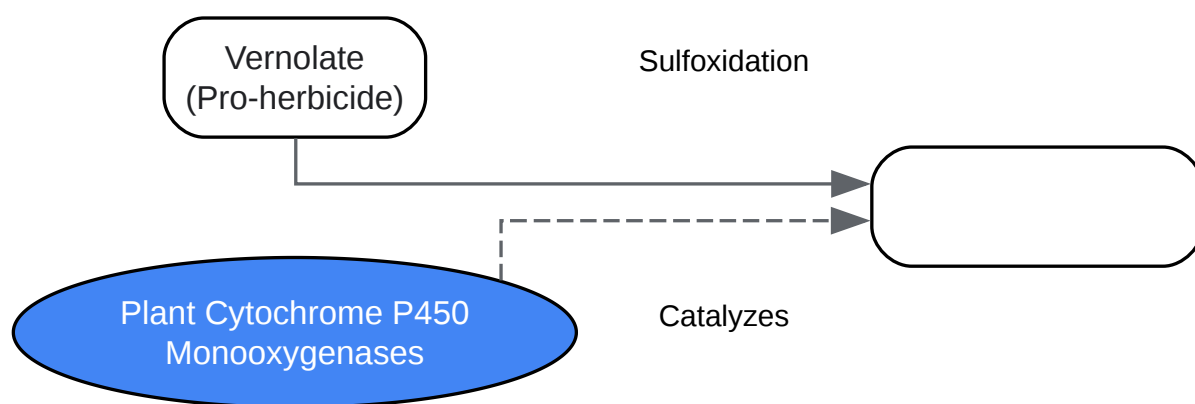 Vernolate
(Pro-herbicide)
Sulfoxidation
Plant Cytochrome P450
Monooxygenases
Catalyzes